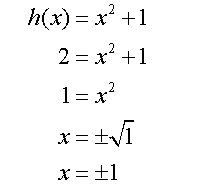 h(x) = x² + 1
2 = x² + 1
1 = x²
x = ±√1
x = ±1